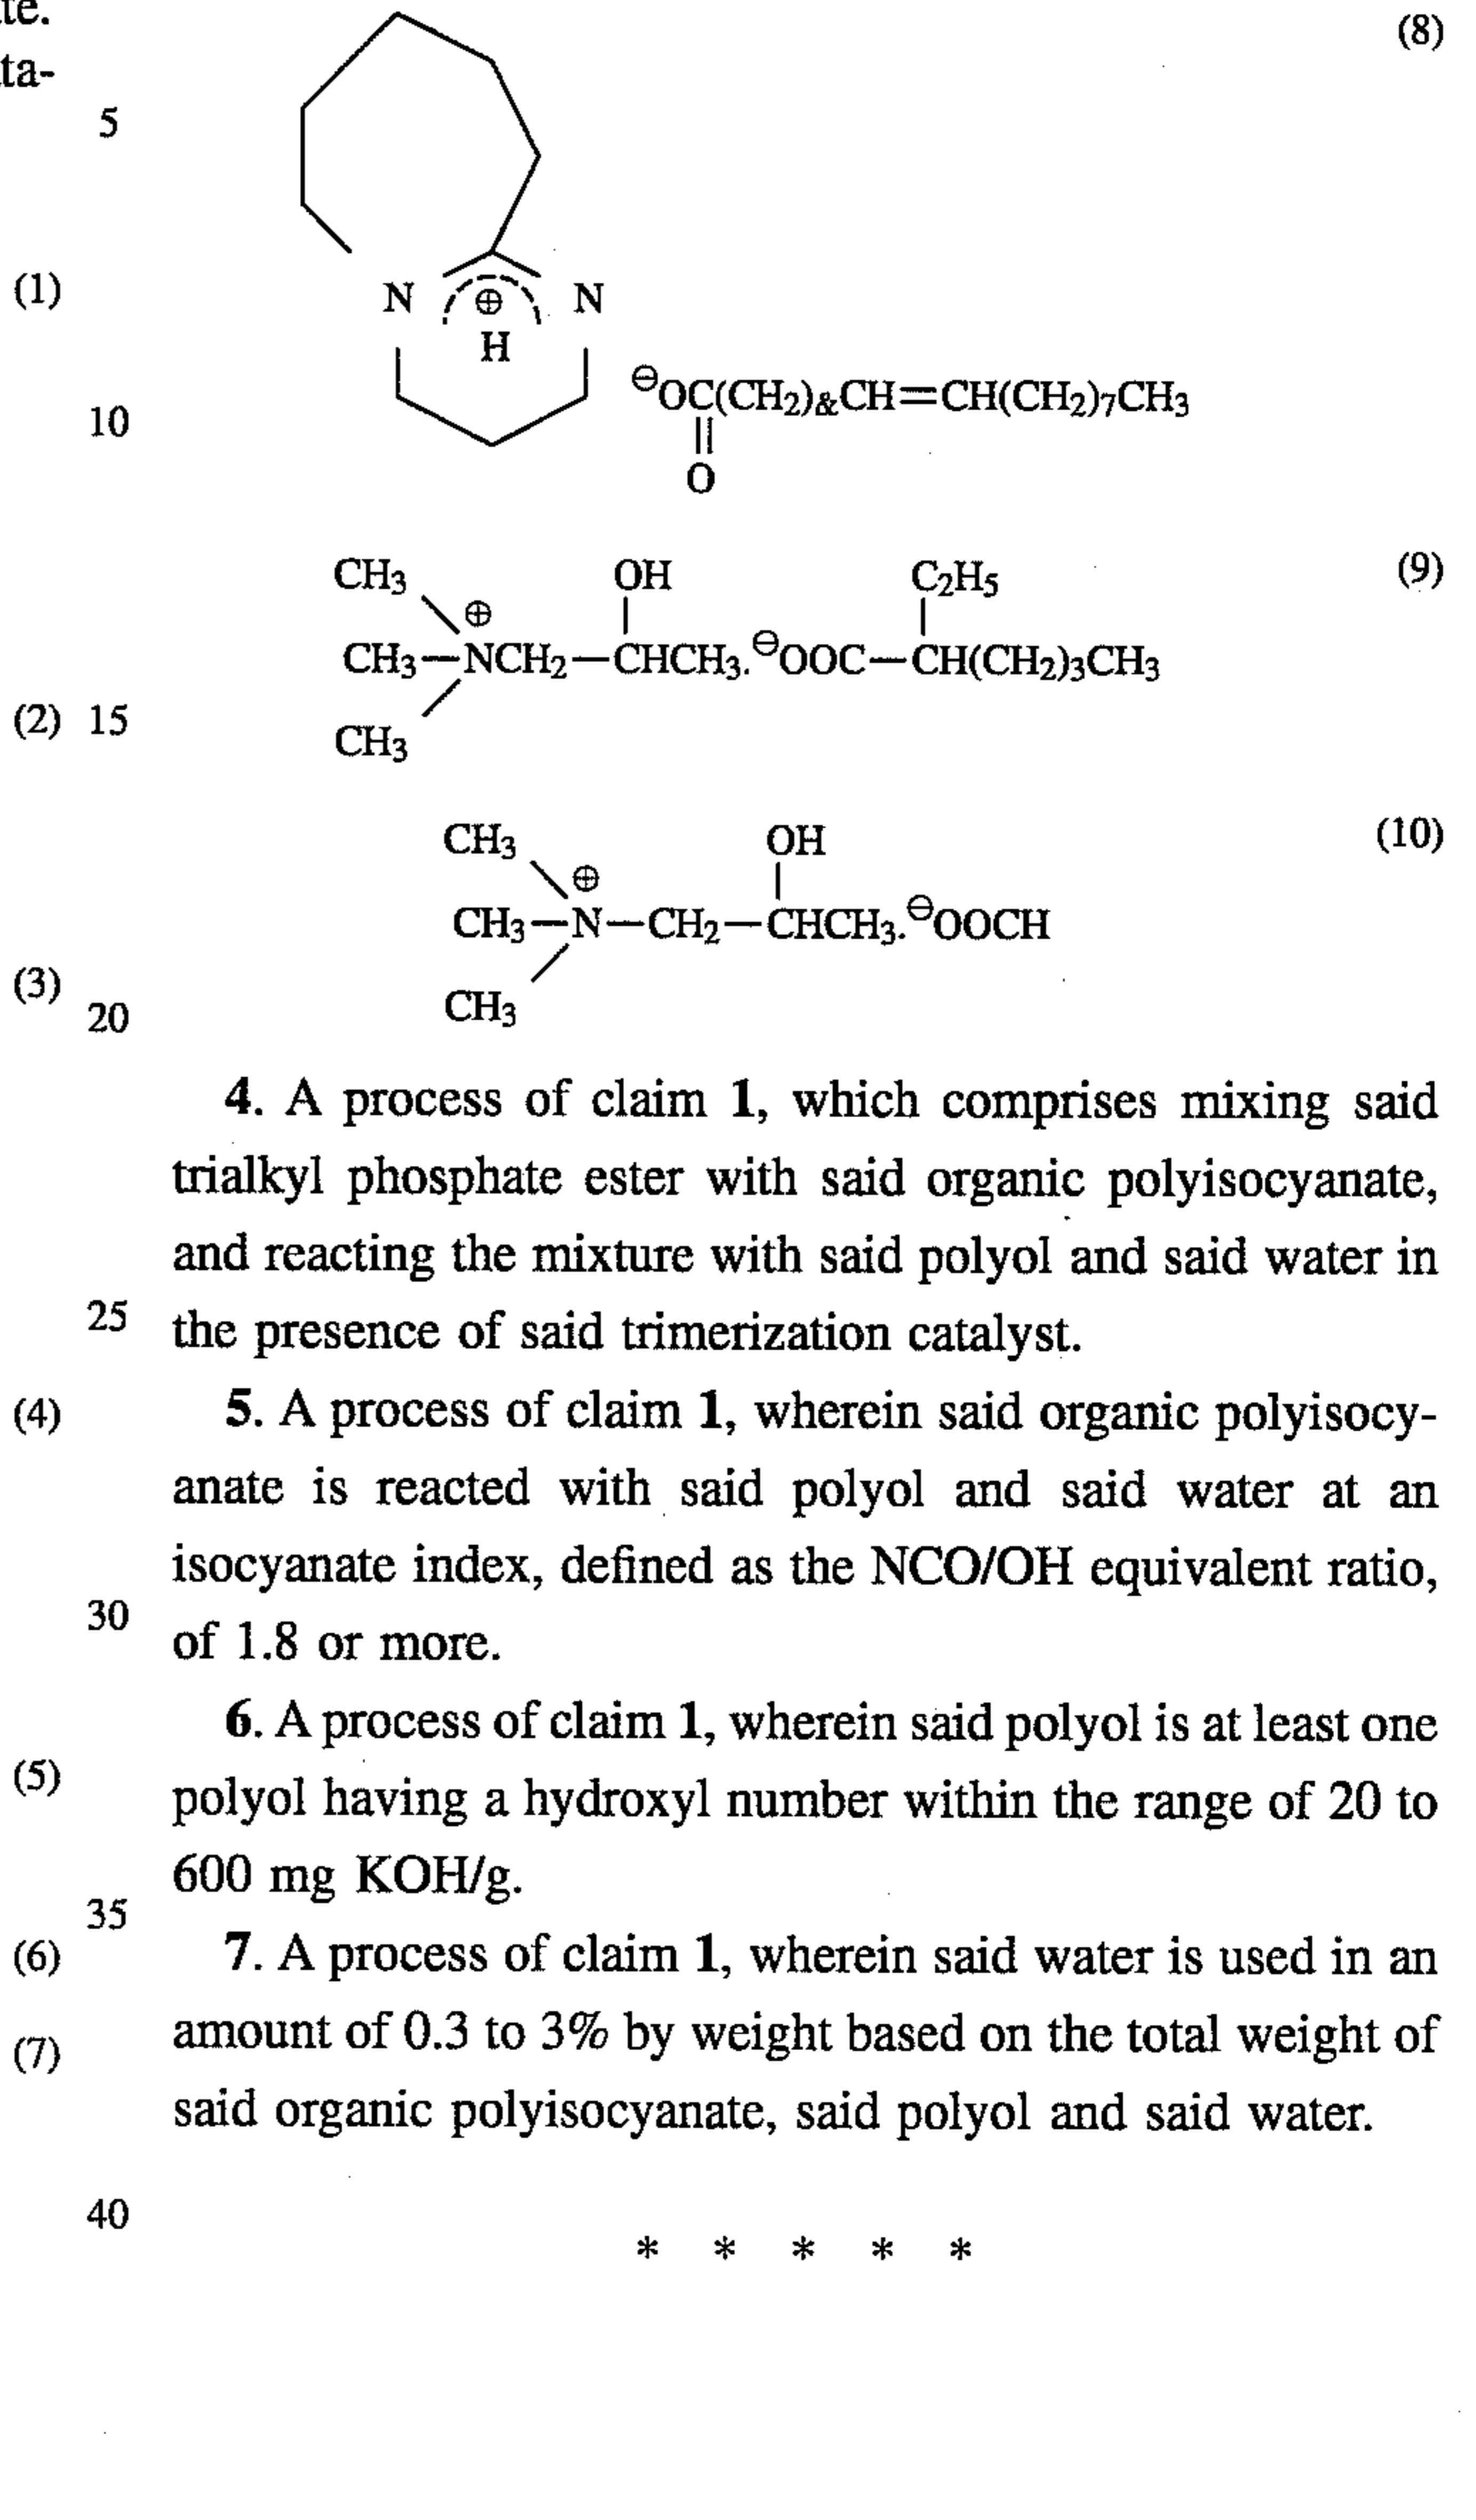 te.
ta-
(8)
5
(1)
N ⊕ N
H
⊖OC(CH2)&CH=CH(CH2)7CH3
||
O
10
CH3 OH C2H5 (9)
⊕
CH3—NCH2—CHCH3.⊖OOC—CH(CH2)3CH3
CH3
(2) 15
CH3 OH (10)
⊕
CH3—N—CH2—CHCH3.⊖OOCH
CH3
(3)
20
4. A process of claim 1, which comprises mixing said
trialkyl phosphate ester with said organic polyisocyanate,
and reacting the mixture with said polyol and said water in
25 the presence of said trimerization catalyst.
(4) 5. A process of claim 1, wherein said organic polyisocy-
anate is reacted with said polyol and said water at an
isocyanate index, defined as the NCO/OH equivalent ratio,
30 of 1.8 or more.
6. A process of claim 1, wherein said polyol is at least one
(5) polyol having a hydroxyl number within the range of 20 to
600 mg KOH/g.
35
(6) 7. A process of claim 1, wherein said water is used in an
(7) amount of 0.3 to 3% by weight based on the total weight of
said organic polyisocyanate, said polyol and said water.
40
* * * * *